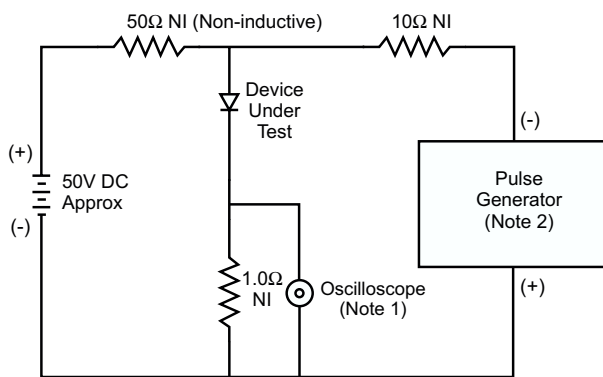 50Ω NI (Non-inductive)
10Ω NI
Device
Under
Test
(-)
(+)
50V DC
Approx
(-)
Pulse
Generator
(Note 2)
1.0Ω
NI
Oscilloscope
(Note 1)
(+)